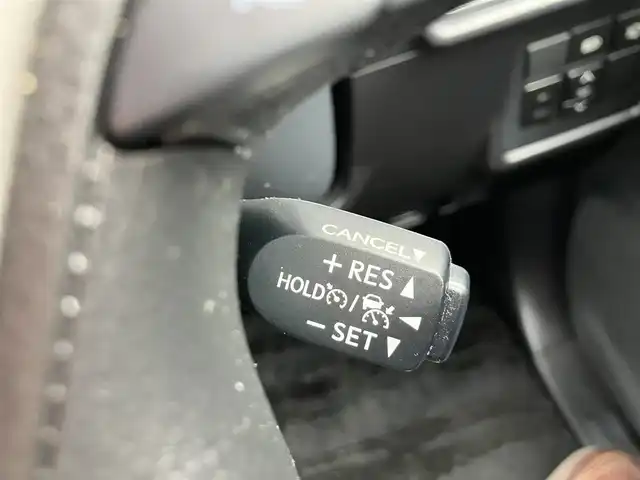 CANCEL▼
+ RES ▲
HOLD / ◀
− SET ▼